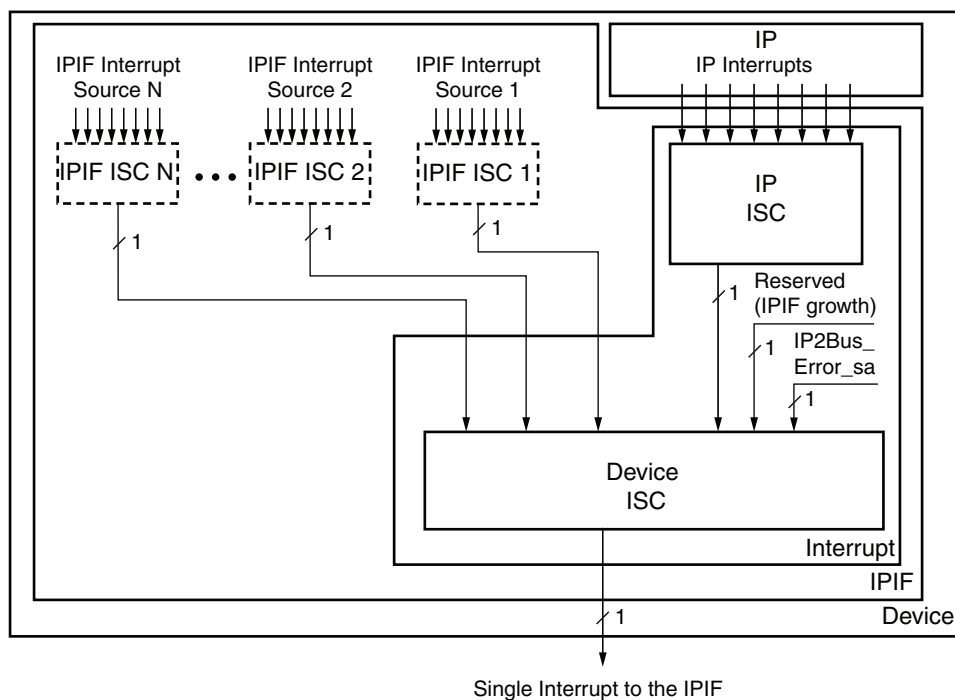 IP
IP Interrupts
IPIF Interrupt
Source N
IPIF Interrupt
Source 2
IPIF Interrupt
Source 1
IPIF ISC N
IPIF ISC 2
IPIF ISC 1
IP
ISC
1
1
1
1
Reserved
(IPIF growth)
1
IP2Bus_
Error_sa
1
Device
ISC
Interrupt
IPIF
Device
1
Single Interrupt to the IPIF